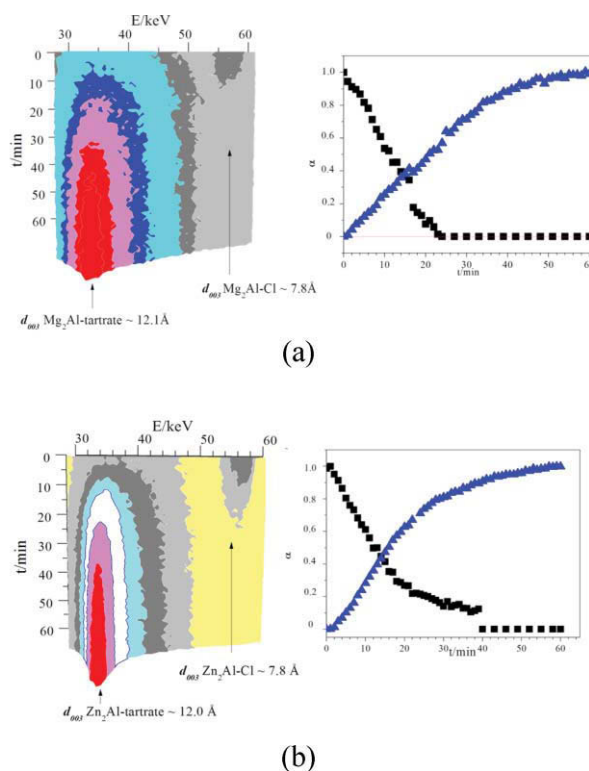 E/keV
30 40 50 60
t/min
0
10
20
30
40
50
60
d003 Mg2Al-Cl ~ 7.8Å
d003 Mg2Al-tartrate ~ 12.1Å
1.0
0.8
0.6
α
0.4
0.2
0
0 10 20 30 40 50 60
t/min
(a)
E/keV
30 40 50 60
t/min
0
10
20
30
40
50
60
d003 Zn2Al-Cl ~ 7.8 Å
d003 Zn2Al-tartrate ~ 12.0 Å
1.0
0.8
0.6
α
0.4
0.2
0
0 10 20 30 40 50 60
t/min
(b)